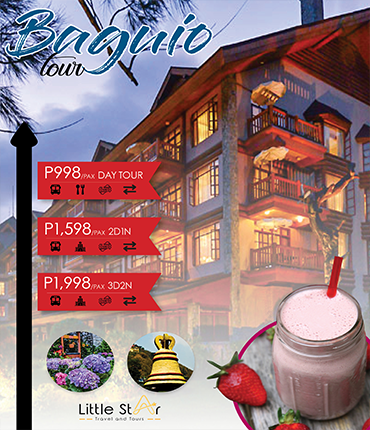 Baguio
tour
P998/PAX DAY TOUR
P1,598/PAX 2D1N
P1,998/PAX 3D2N
Little StAr
Travel and Tours